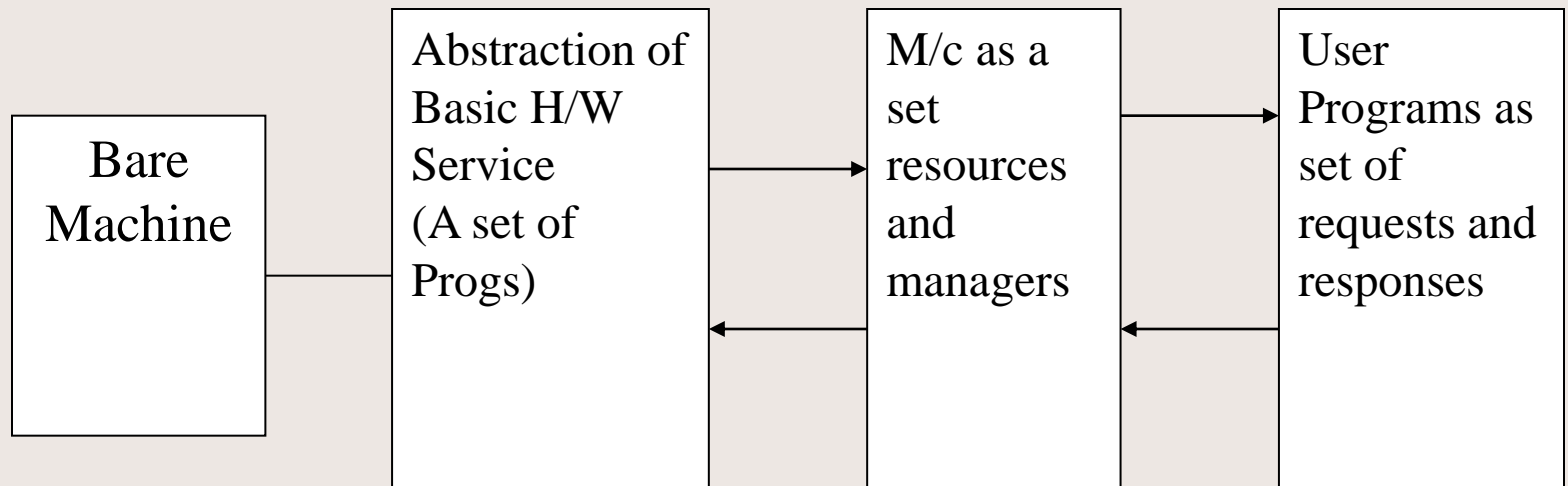 Bare
Machine
Abstraction of
Basic H/W
Service
(A set of
Progs)
M/c as a
set
resources
and
managers
User
Programs as
set of
requests and
responses